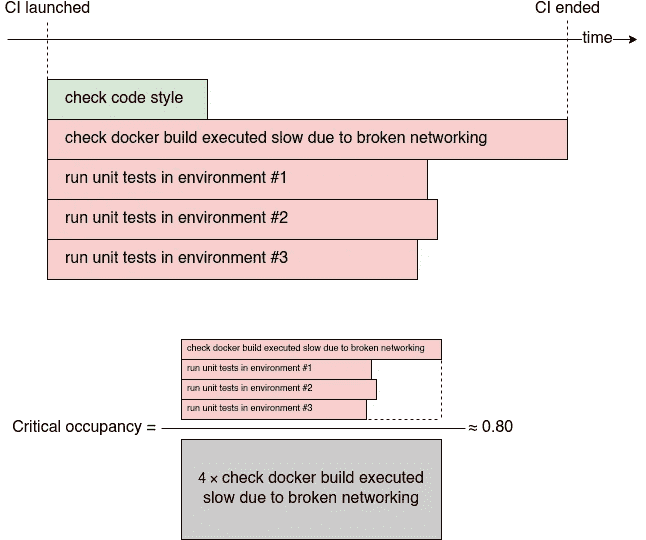 CI launched
CI ended
time
check code style
check docker build executed slow due to broken networking
run unit tests in environment #1
run unit tests in environment #2
run unit tests in environment #3
check docker build executed slow due to broken networking
run unit tests in environment #1
run unit tests in environment #2
run unit tests in environment #3
Critical occupancy = ≈ 0.80
4 × check docker build executed
slow due to broken networking